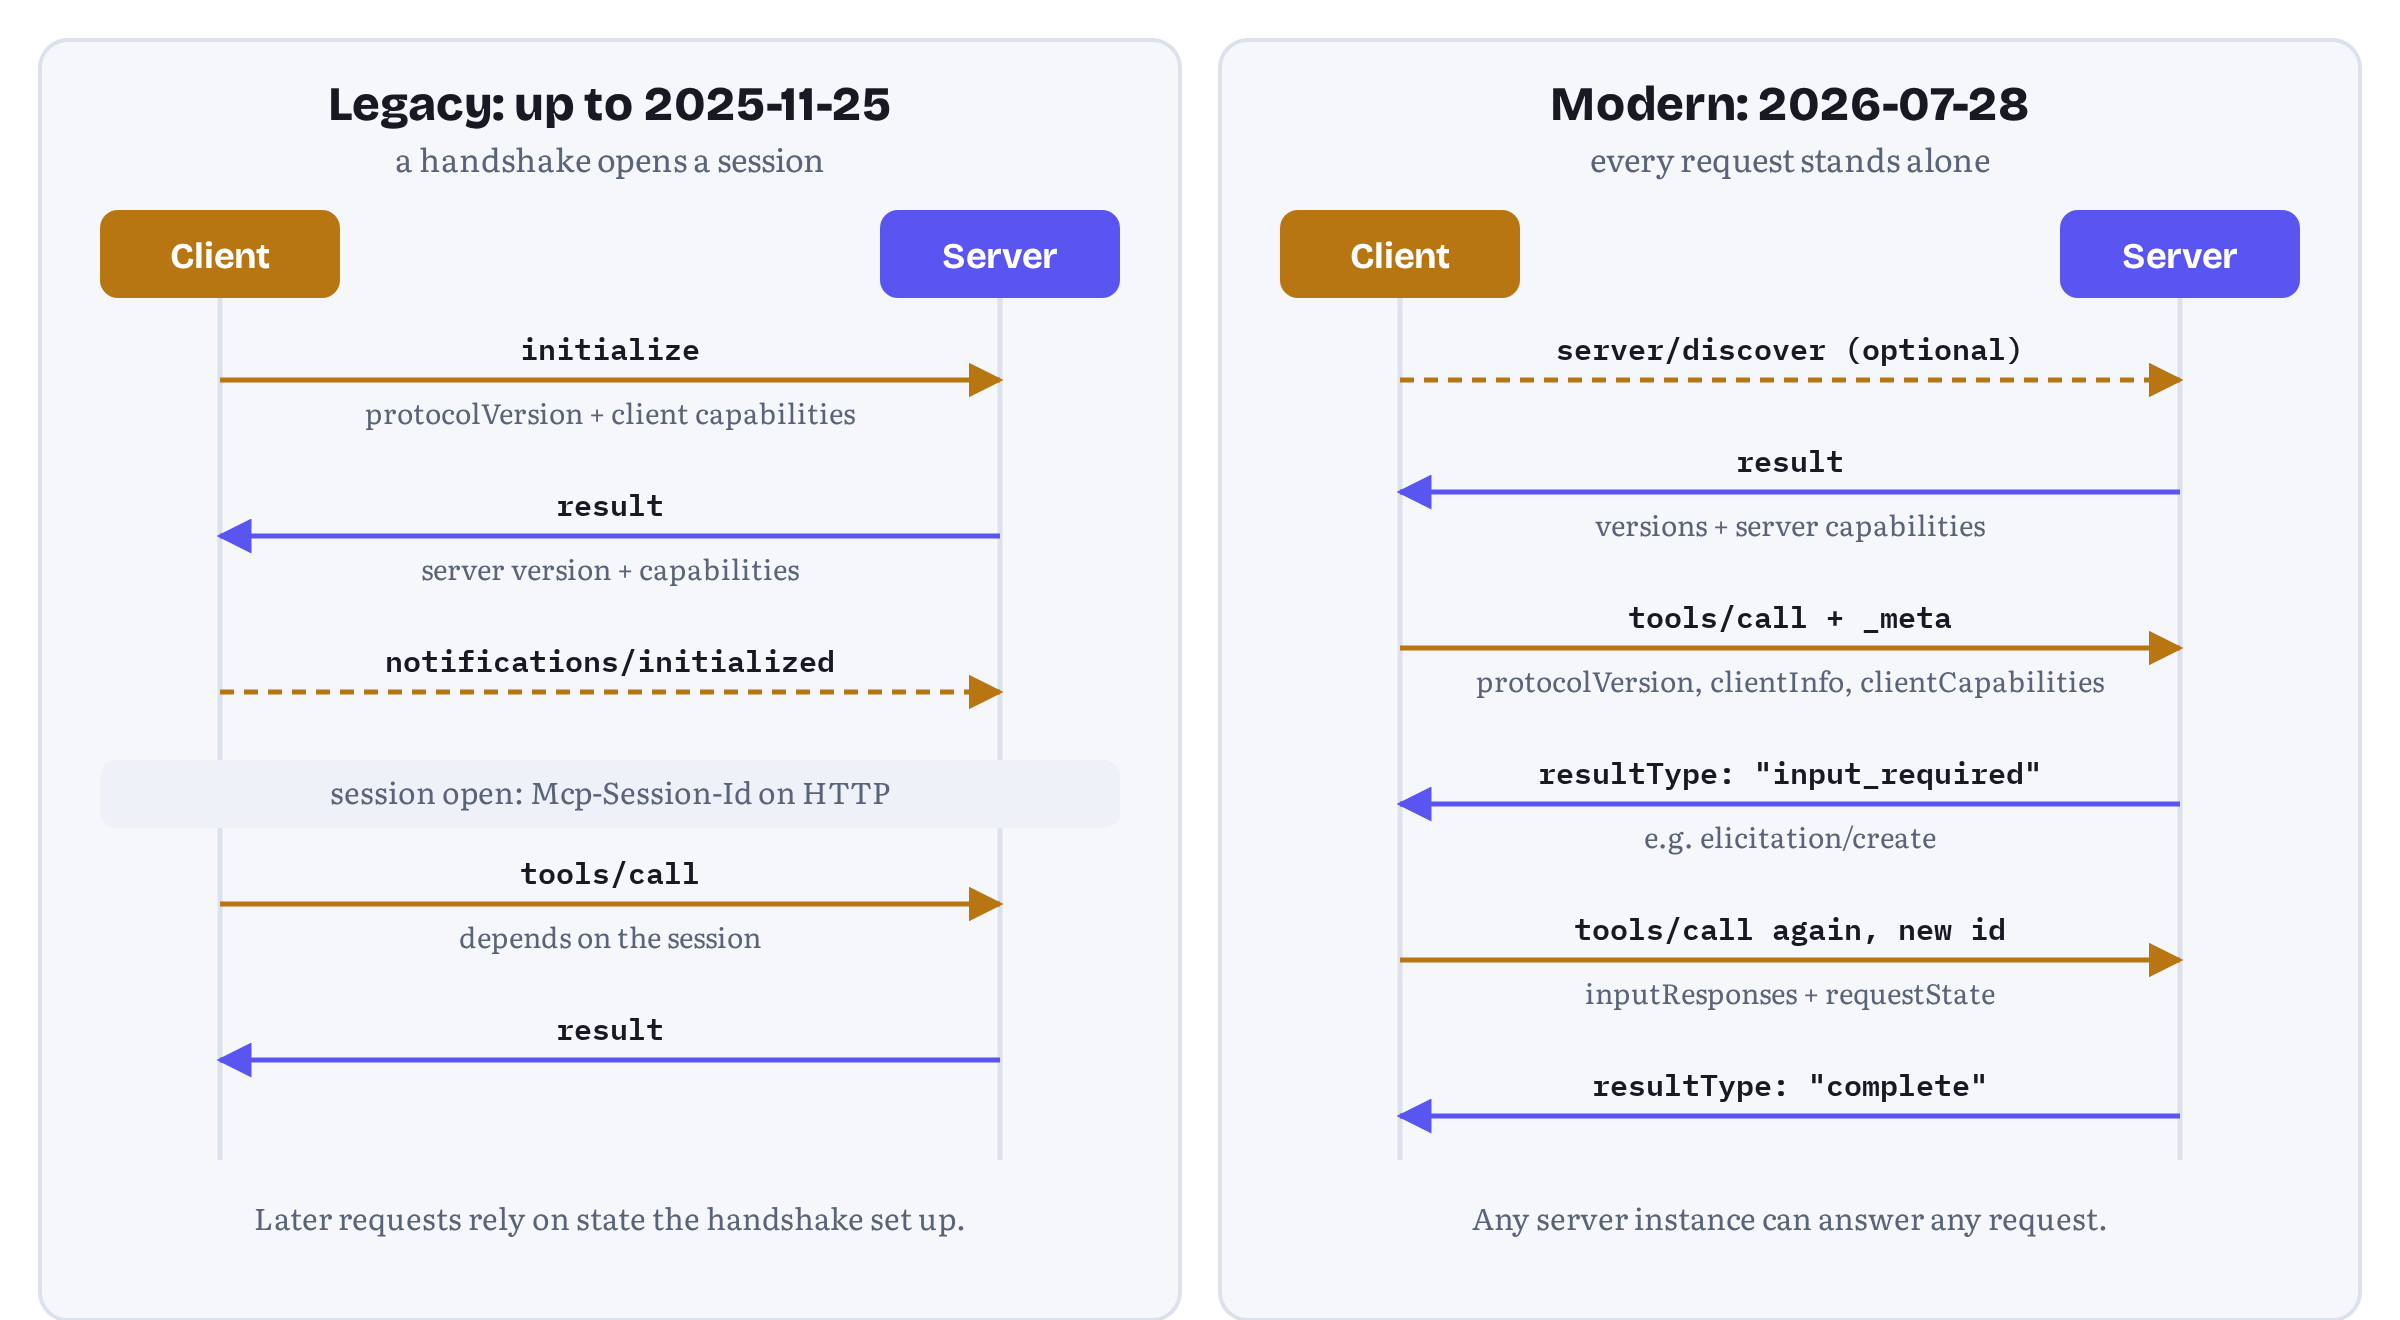 Legacy: up to 2025-11-25
a handshake opens a session
Client
Server
initialize
protocolVersion + client capabilities
result
server version + capabilities
notifications/initialized
session open: Mcp-Session-Id on HTTP
tools/call
depends on the session
result
Later requests rely on state the handshake set up.
Modern: 2026-07-28
every request stands alone
Client
Server
server/discover (optional)
result
versions + server capabilities
tools/call + _meta
protocolVersion, clientInfo, clientCapabilities
resultType: "input_required"
e.g. elicitation/create
tools/call again, new id
inputResponses + requestState
resultType: "complete"
Any server instance can answer any request.